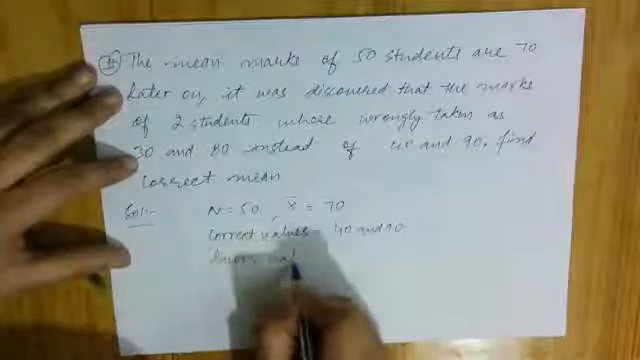 # The mean marks of 50 students are 70
Later on, it was discovered that the marks
of 2 students where wrongly taken as
30 and 80 instead of 40 and 90. find
correct mean
Sol:- N = 50, x̄ = 70
correct values = 40 and 90